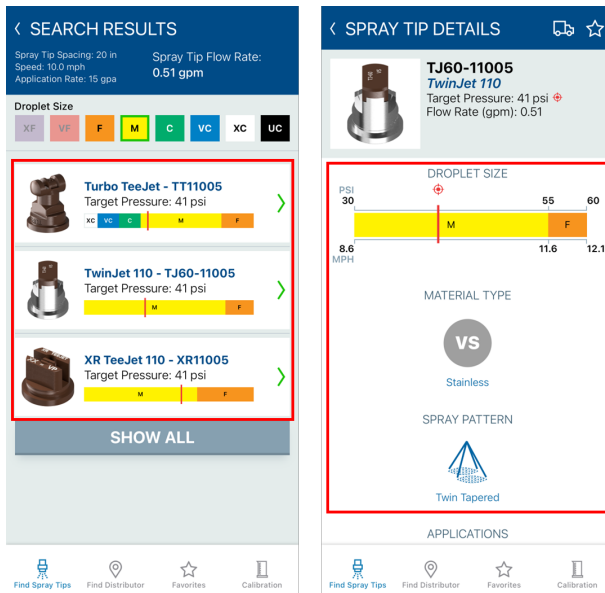 SEARCH RESULTS
Spray Tip Spacing: 20 in
Speed: 10.0 mph
Application Rate: 15 gpa
Spray Tip Flow Rate:
0.51 gpm
Droplet Size
XF VF F M C VC XC UC
Turbo TeeJet - TT11005
Target Pressure: 41 psi
XC VC C M F
TwinJet 110 - TJ60-11005
Target Pressure: 41 psi
M F
XR TeeJet 110 - XR11005
Target Pressure: 41 psi
M F
SHOW ALL
Find Spray Tips Find Distributor Favorites Calibration
SPRAY TIP DETAILS
TJ60-11005
TwinJet 110
Target Pressure: 41 psi
Flow Rate (gpm): 0.51
DROPLET SIZE
PSI
30 55 60
M F
8.6 11.6 12.1
MPH
MATERIAL TYPE
VS
Stainless
SPRAY PATTERN
Twin Tapered
APPLICATIONS
Find Spray Tips Find Distributor Favorites Calibration